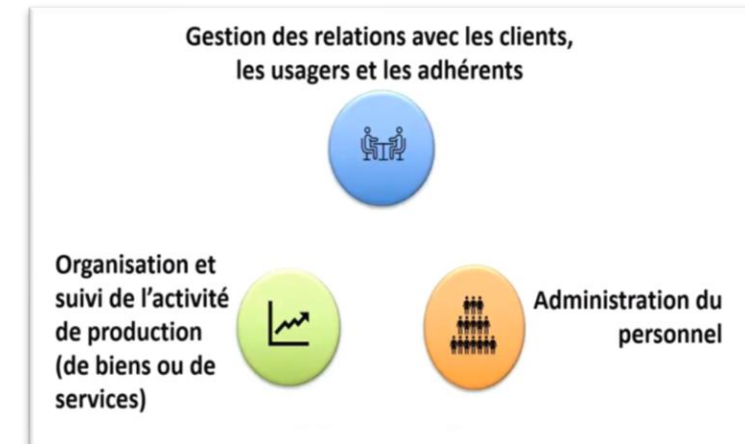 Gestion des relations avec les clients,
les usagers et les adhérents
Organisation et
suivi de l’activité
de production
(de biens ou de
services)
Administration du
personnel